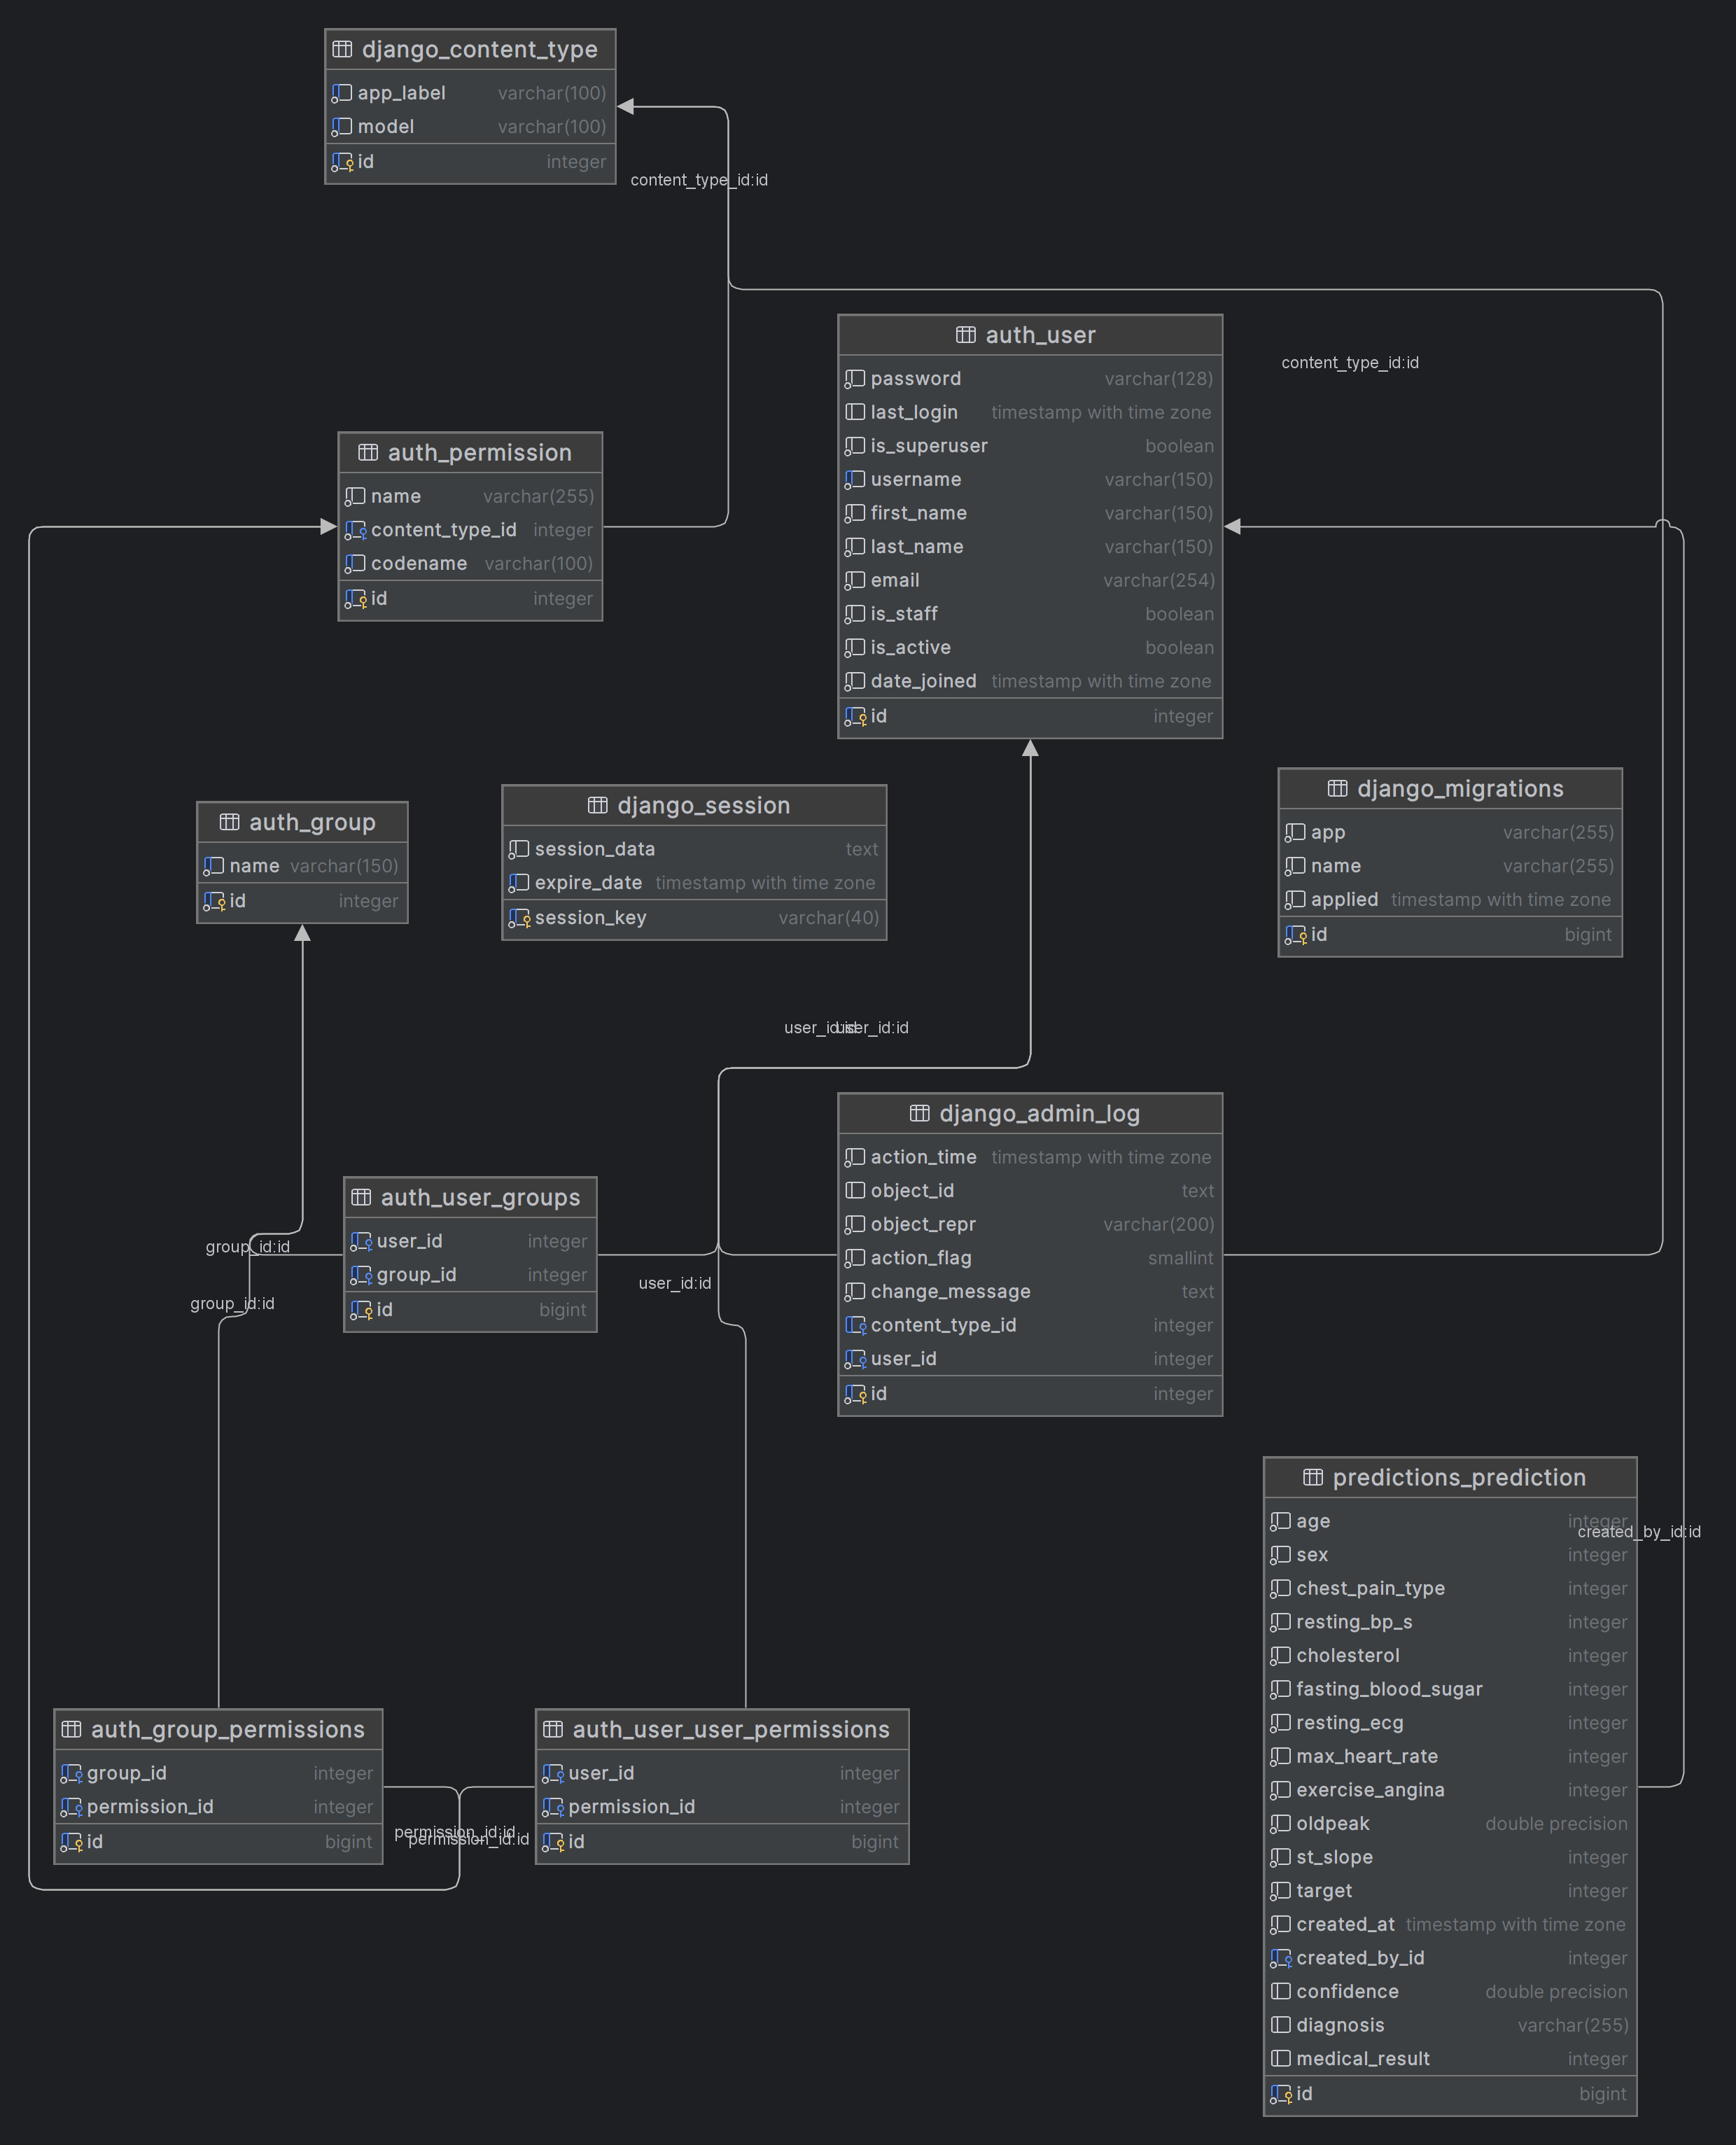 django_content_type
app_label varchar(100)
model varchar(100)
id integer
content_type_id:id
auth_user
password varchar(128)
last_login timestamp with time zone
is_superuser boolean
username varchar(150)
first_name varchar(150)
last_name varchar(150)
email varchar(254)
is_staff boolean
is_active boolean
date_joined timestamp with time zone
id integer
content_type_id:id
auth_permission
name varchar(255)
content_type_id integer
codename varchar(100)
id integer
auth_group
name varchar(150)
id integer
django_session
session_data text
expire_date timestamp with time zone
session_key varchar(40)
django_migrations
app varchar(255)
name varchar(255)
applied timestamp with time zone
id bigint
user_id:id
user_id:id
django_admin_log
action_time timestamp with time zone
object_id text
object_repr varchar(200)
action_flag smallint
change_message text
content_type_id integer
user_id integer
id integer
auth_user_groups
user_id integer
group_id integer
id bigint
group_id:id
group_id:id
user_id:id
predictions_prediction
age integer
created_by_id:id
sex integer
chest_pain_type integer
resting_bp_s integer
cholesterol integer
fasting_blood_sugar integer
resting_ecg integer
max_heart_rate integer
exercise_angina integer
oldpeak double precision
st_slope integer
target integer
created_at timestamp with time zone
created_by_id integer
confidence double precision
diagnosis varchar(255)
medical_result integer
id bigint
auth_group_permissions
group_id integer
permission_id integer
id bigint
permission_id:id
permission_id:id
auth_user_user_permissions
user_id integer
permission_id integer
id bigint